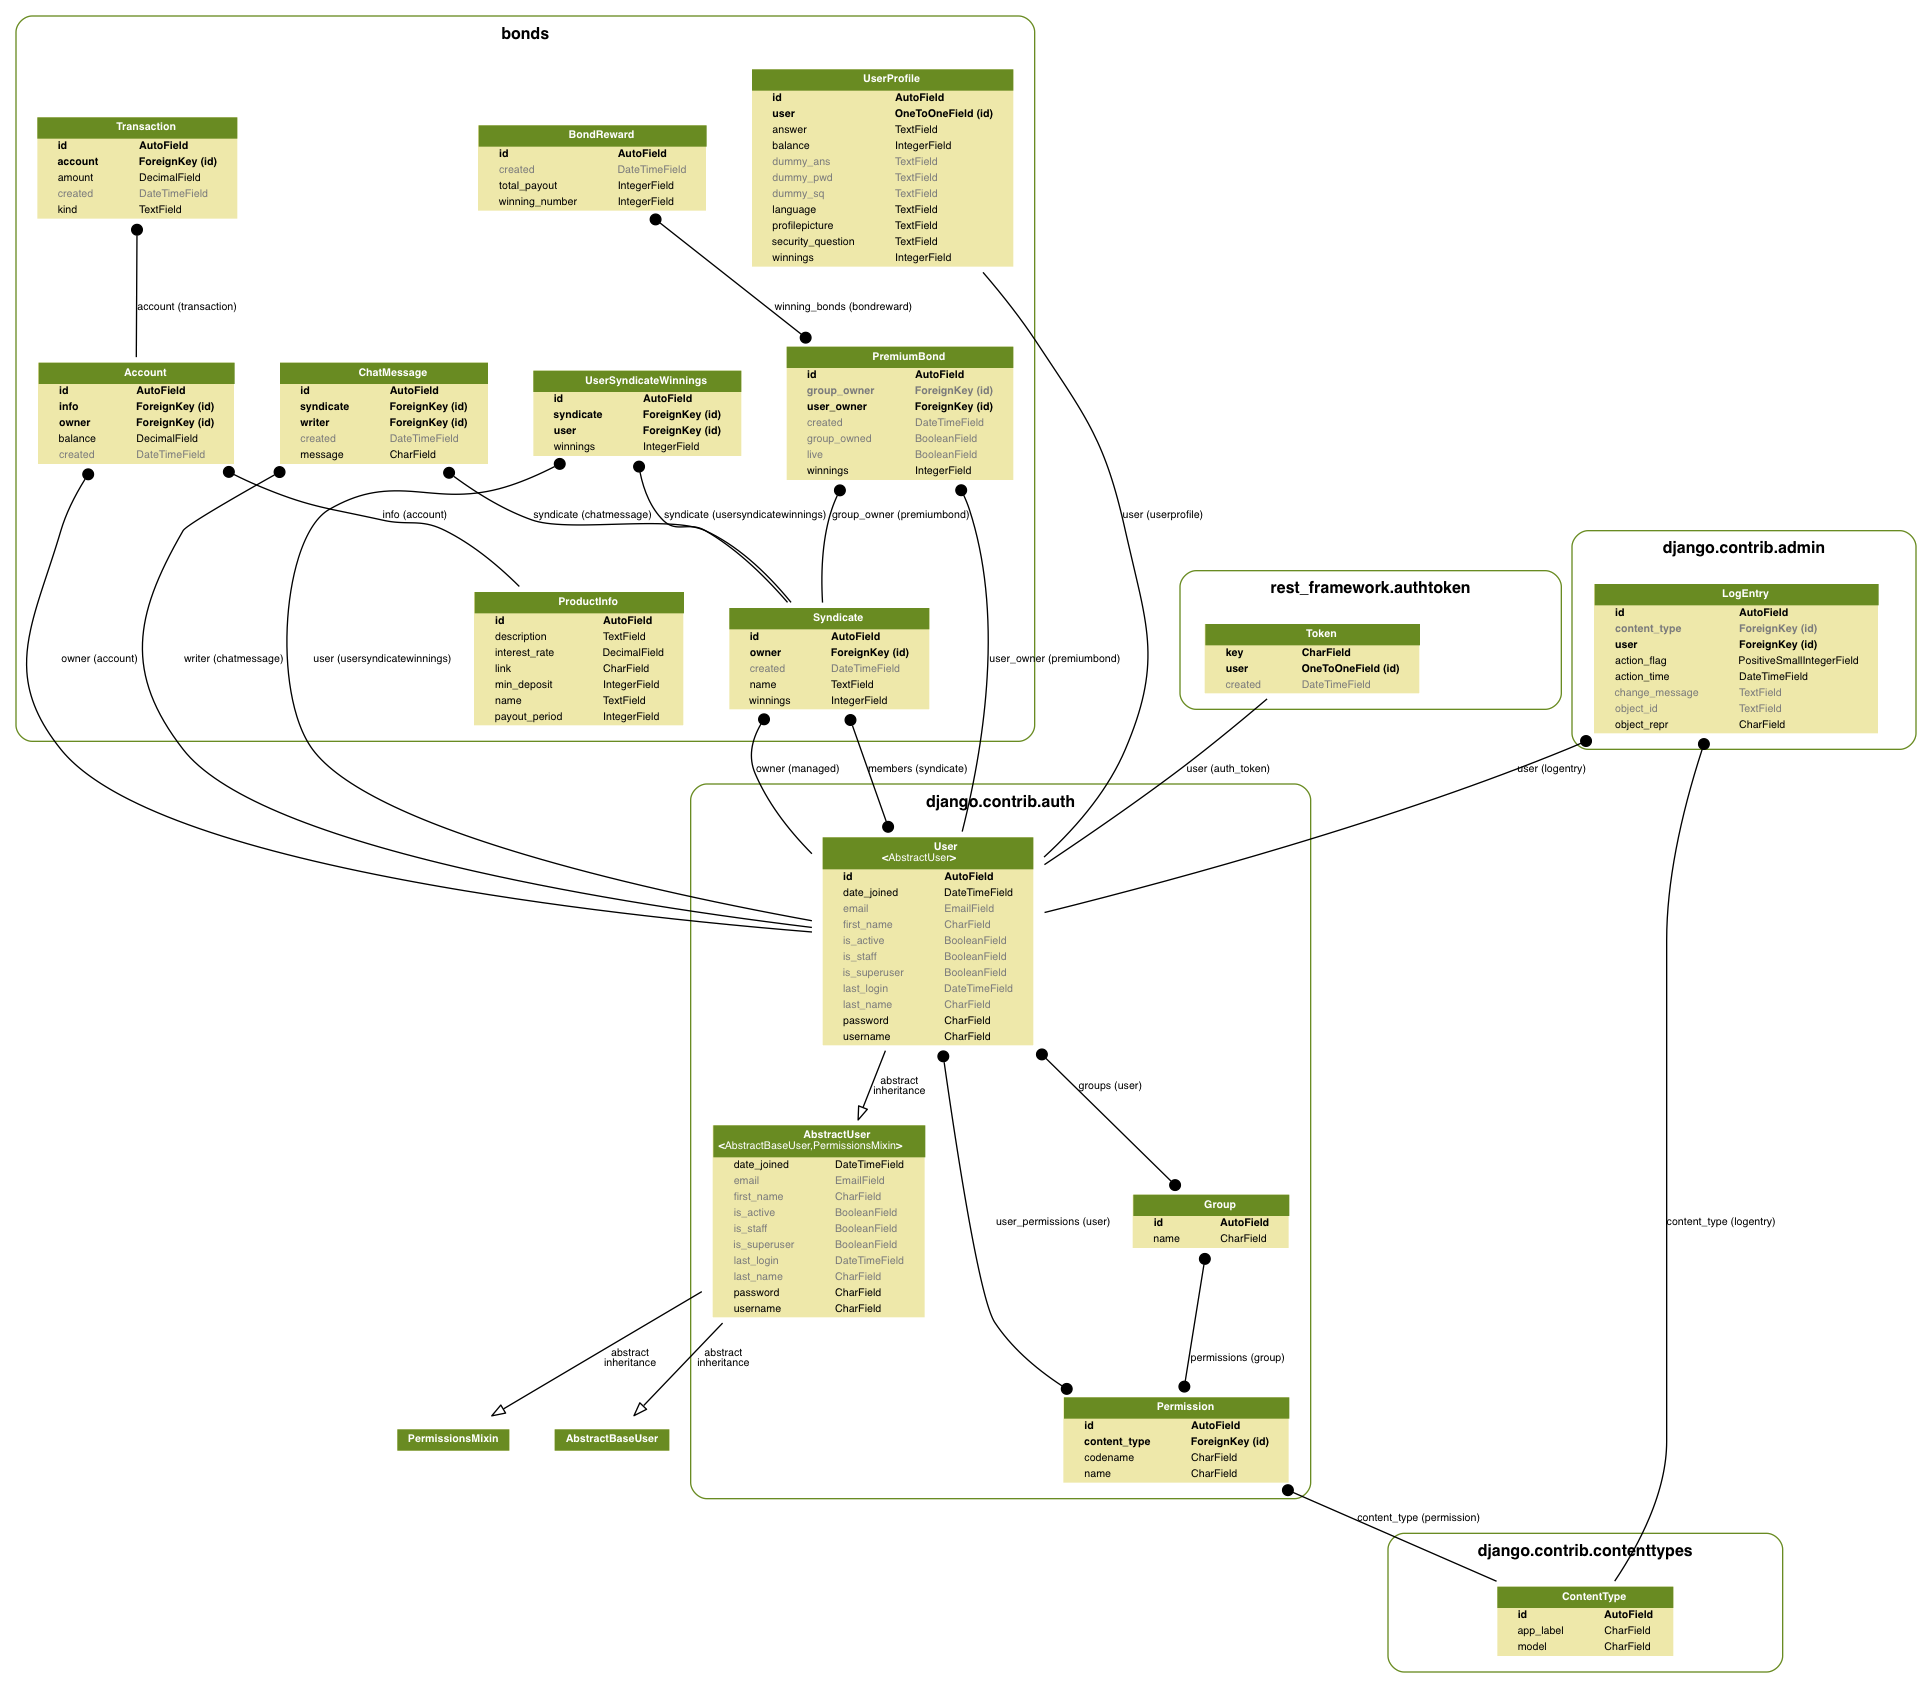 bonds
UserProfile
id AutoField
user OneToOneField (id)
answer TextField
balance IntegerField
dummy_ans TextField
dummy_pwd TextField
dummy_sq TextField
language TextField
profilepicture TextField
security_question TextField
winnings IntegerField
Transaction
id AutoField
account ForeignKey (id)
amount DecimalField
created DateTimeField
kind TextField
BondReward
id AutoField
created DateTimeField
total_payout IntegerField
winning_number IntegerField
account (transaction)
winning_bonds (bondreward)
Account
id AutoField
info ForeignKey (id)
owner ForeignKey (id)
balance DecimalField
created DateTimeField
ChatMessage
id AutoField
syndicate ForeignKey (id)
writer ForeignKey (id)
created DateTimeField
message CharField
UserSyndicateWinnings
id AutoField
syndicate ForeignKey (id)
user ForeignKey (id)
winnings IntegerField
PremiumBond
id AutoField
group_owner ForeignKey (id)
user_owner ForeignKey (id)
created DateTimeField
group_owned BooleanField
live BooleanField
winnings IntegerField
info (account)
syndicate (chatmessage)
syndicate (usersyndicatewinnings)
group_owner (premiumbond)
user (userprofile)
ProductInfo
id AutoField
description TextField
interest_rate DecimalField
link CharField
min_deposit IntegerField
name TextField
payout_period IntegerField
Syndicate
id AutoField
owner ForeignKey (id)
created DateTimeField
name TextField
winnings IntegerField
owner (account)
writer (chatmessage)
user (usersyndicatewinnings)
user_owner (premiumbond)
rest_framework.authtoken
Token
key CharField
user OneToOneField (id)
created DateTimeField
django.contrib.admin
LogEntry
id AutoField
content_type ForeignKey (id)
user ForeignKey (id)
action_flag PositiveSmallIntegerField
action_time DateTimeField
change_message TextField
object_id TextField
object_repr CharField
owner (managed)
members (syndicate)
user (auth_token)
user (logentry)
django.contrib.auth
User
<AbstractUser>
id AutoField
date_joined DateTimeField
email EmailField
first_name CharField
is_active BooleanField
is_staff BooleanField
is_superuser BooleanField
last_login DateTimeField
last_name CharField
password CharField
username CharField
abstract
inheritance
groups (user)
AbstractUser
<AbstractBaseUser,PermissionsMixin>
date_joined DateTimeField
email EmailField
first_name CharField
is_active BooleanField
is_staff BooleanField
is_superuser BooleanField
last_login DateTimeField
last_name CharField
password CharField
username CharField
user_permissions (user)
Group
id AutoField
name CharField
content_type (logentry)
abstract
inheritance
abstract
inheritance
permissions (group)
PermissionsMixin
AbstractBaseUser
Permission
id AutoField
content_type ForeignKey (id)
codename CharField
name CharField
content_type (permission)
django.contrib.contenttypes
ContentType
id AutoField
app_label CharField
model CharField